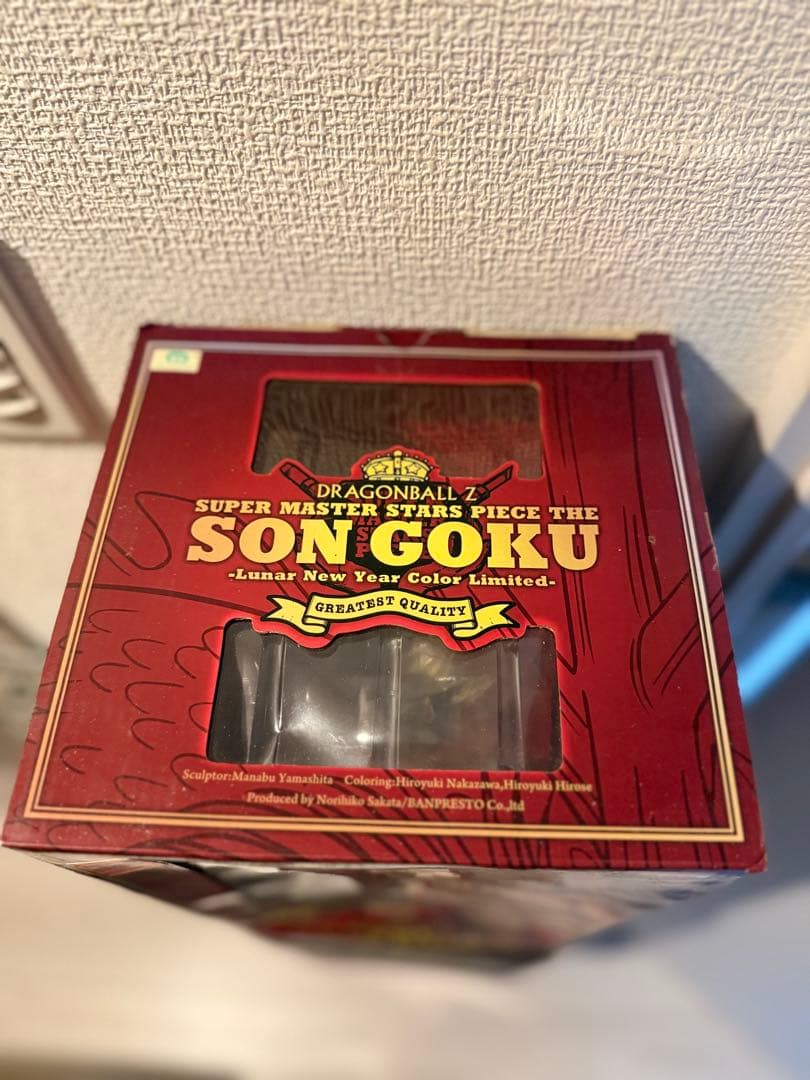 DRAGONBALL Z
SUPER MASTER STARS PIECE THE
SON GOKU
-Lunar New Year Color Limited-
GREATEST QUALITY
Sculptor:Manabu Yamashita Coloring:Hiroyuki Nakazawa,Hiroyuki Hirose
Produced by Norihiko Sakata/BANPRESTO Co.,ltd